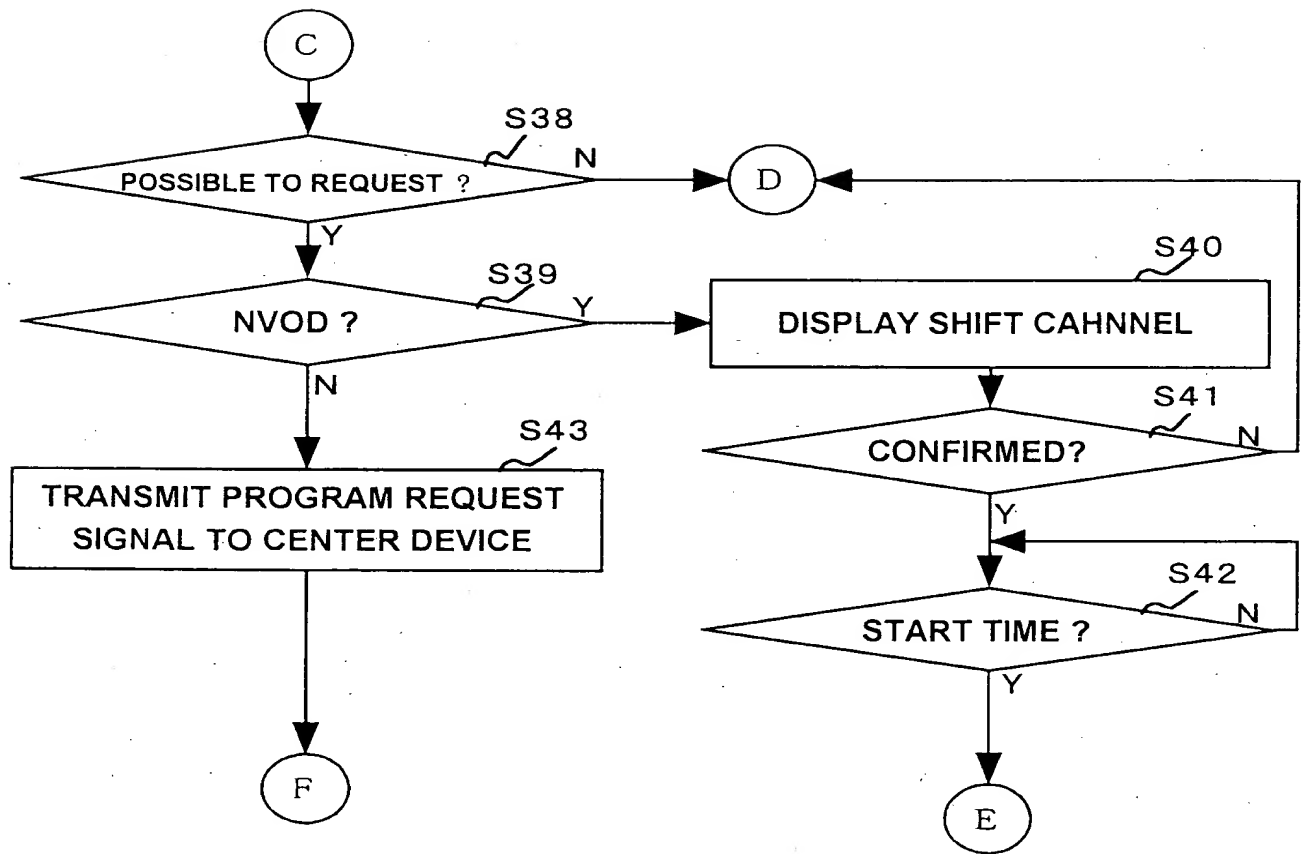 C
S38
POSSIBLE TO REQUEST ?
N
D
Y
S39
NVOD ?
Y
N
S40
DISPLAY SHIFT CAHNNEL
S41
CONFIRMED?
N
Y
S43
TRANSMIT PROGRAM REQUEST
SIGNAL TO CENTER DEVICE
S42
START TIME ?
N
Y
F
E